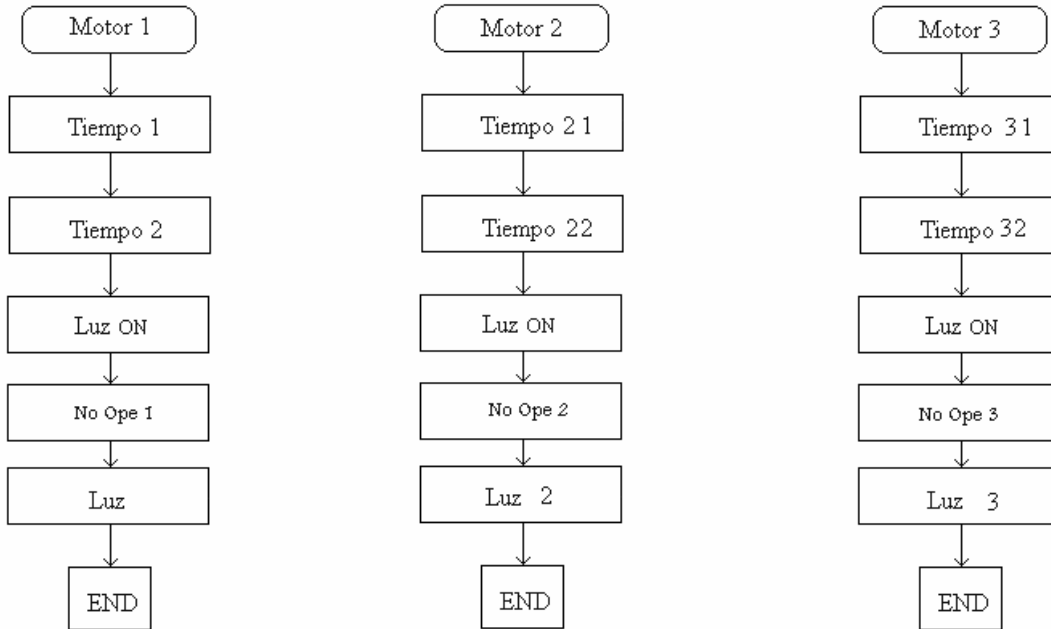 Motor 1
Tiempo 1
Tiempo 2
Luz ON
No Ope 1
Luz
END
Motor 2
Tiempo 2 1
Tiempo 22
Luz ON
No Ope 2
Luz 2
END
Motor 3
Tiempo 31
Tiempo 32
Luz ON
No Ope 3
Luz 3
END